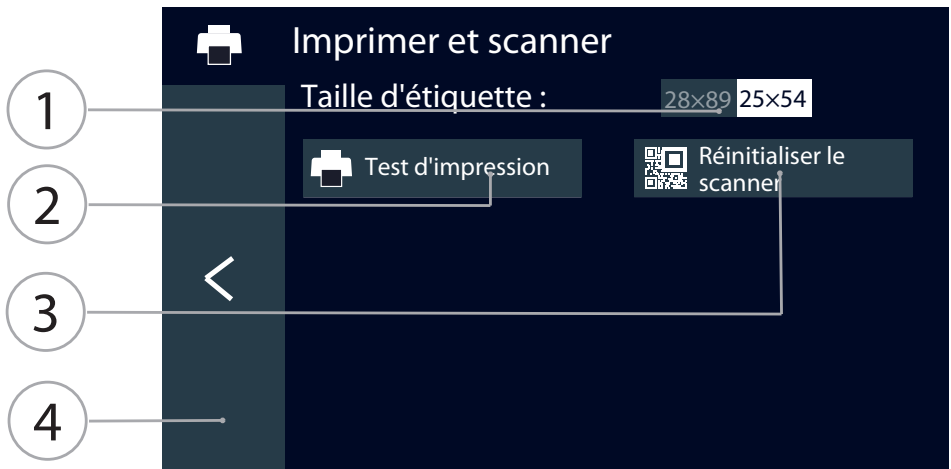 Imprimer et scanner
1
Taille d'étiquette : 28×89 25×54
2
Test d'impression
Réinitialiser le
scanner
3
4